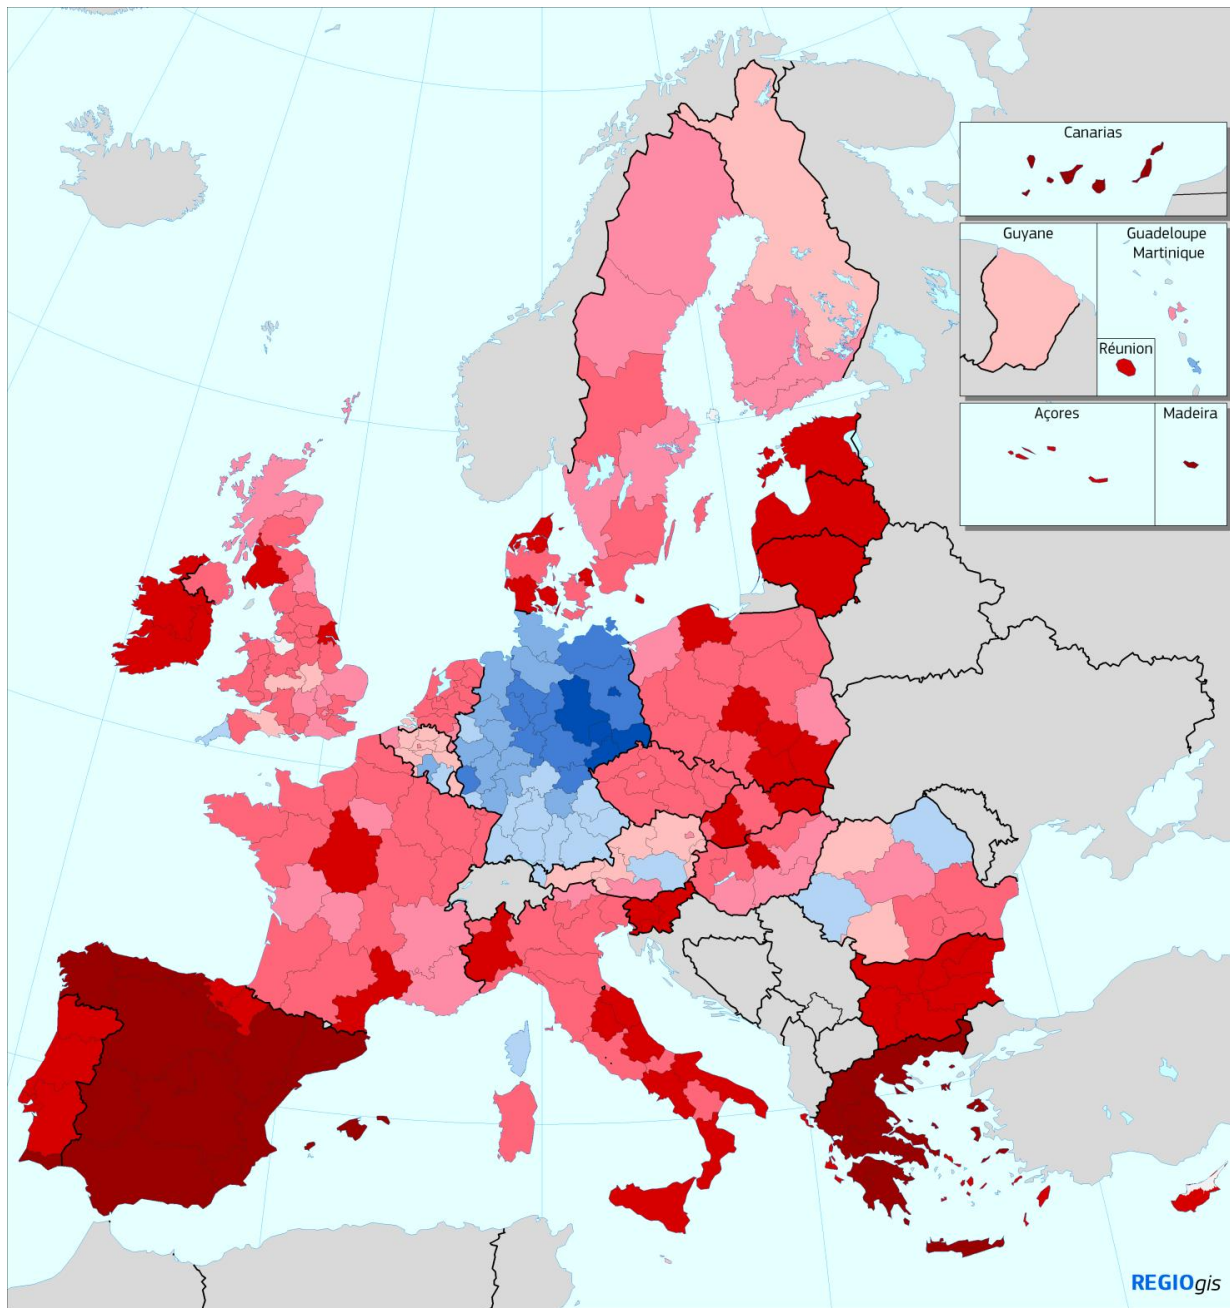 Canarias
Guyane
Guadeloupe
Martinique
Réunion
Açores
Madeira
REGIOgis